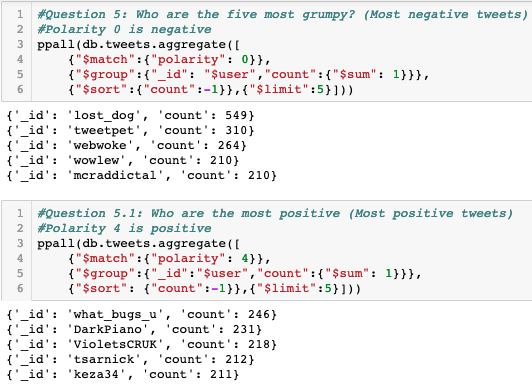 1 #Question 5: Who are the five most grumpy? (Most negative tweets)
2 #Polarity 0 is negative
3 ppall(db.tweets.aggregate([
4     {"$match":{"polarity": 0}},
5     {"$group":{"_id": "$user","count":{"$sum": 1}}},
6     {"$sort":{"count":-1}},{"$limit":5}]))
{'_id': 'lost_dog', 'count': 549}
{'_id': 'tweetpet', 'count': 310}
{'_id': 'webwoke', 'count': 264}
{'_id': 'wowlew', 'count': 210}
{'_id': 'mcraddictal', 'count': 210}
1 #Question 5.1: Who are the most positive (Most positive tweets)
2 #Polarity 4 is positive
3 ppall(db.tweets.aggregate([
4     {"$match":{"polarity": 4}},
5     {"$group":{"_id":"$user","count":{"$sum": 1}}},
6     {"$sort": {"count":-1}},{"$limit":5}]))
{'_id': 'what_bugs_u', 'count': 246}
{'_id': 'DarkPiano', 'count': 231}
{'_id': 'VioletsCRUK', 'count': 218}
{'_id': 'tsarnick', 'count': 212}
{'_id': 'keza34', 'count': 211}